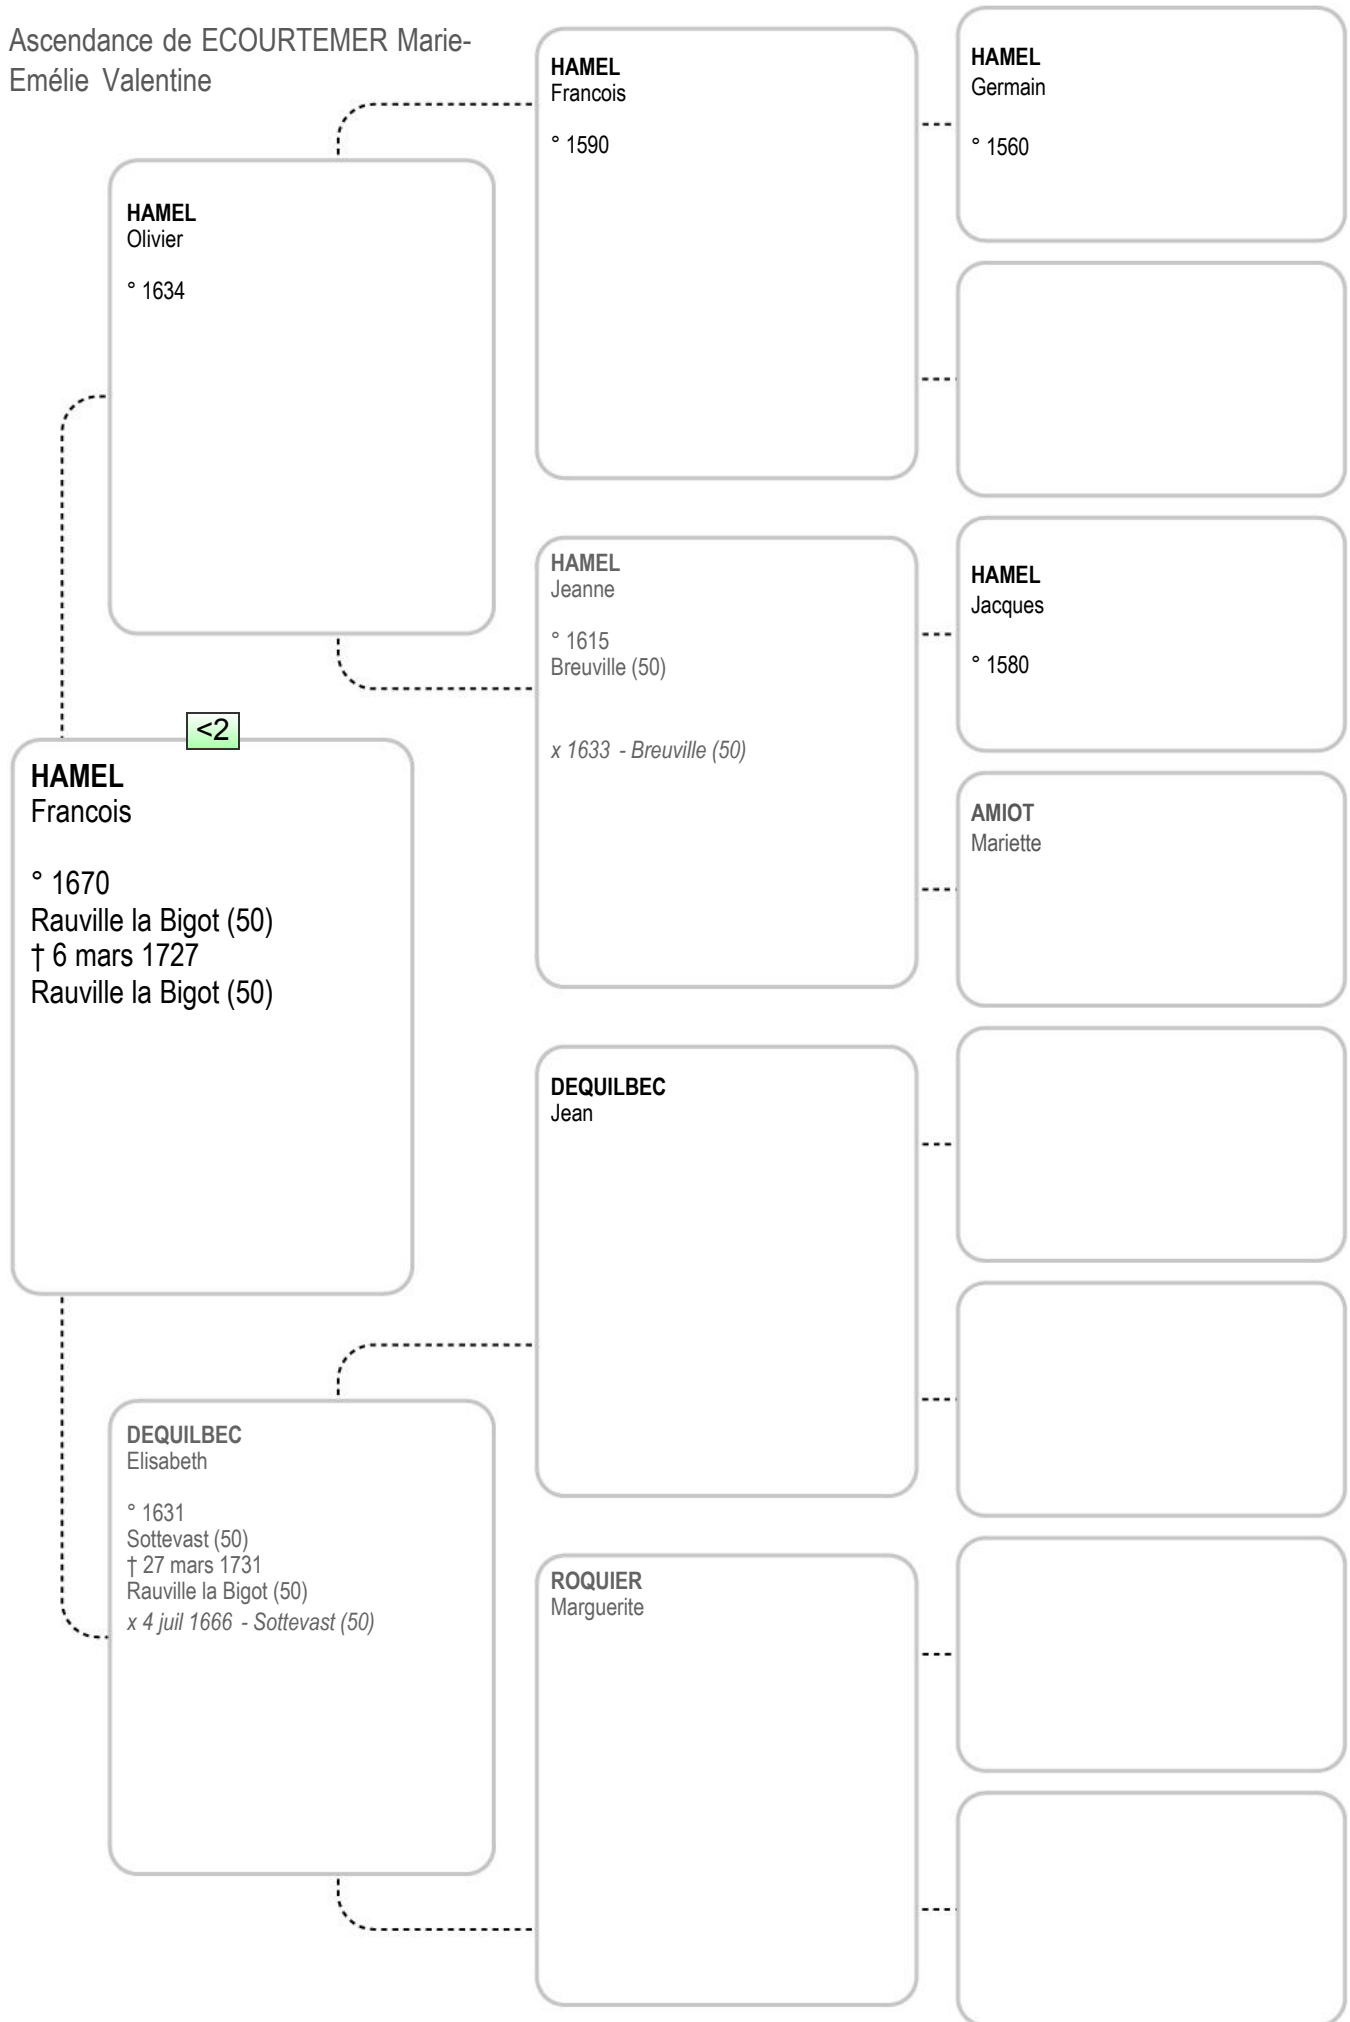 Ascendance de ECOURTEMER Marie-
Emélie Valentine
HAMEL
Olivier
° 1634
<2
HAMEL
Francois
° 1670
Rauville la Bigot (50)
† 6 mars 1727
Rauville la Bigot (50)
DEQUILBEC
Elisabeth
° 1631
Sottevast (50)
† 27 mars 1731
Rauville la Bigot (50)
x 4 juil 1666 - Sottevast (50)
HAMEL
Francois
° 1590
HAMEL
Jeanne
° 1615
Breuville (50)
x 1633 - Breuville (50)
DEQUILBEC
Jean
ROQUIER
Marguerite
HAMEL
Germain
° 1560
HAMEL
Jacques
° 1580
AMIOT
Mariette